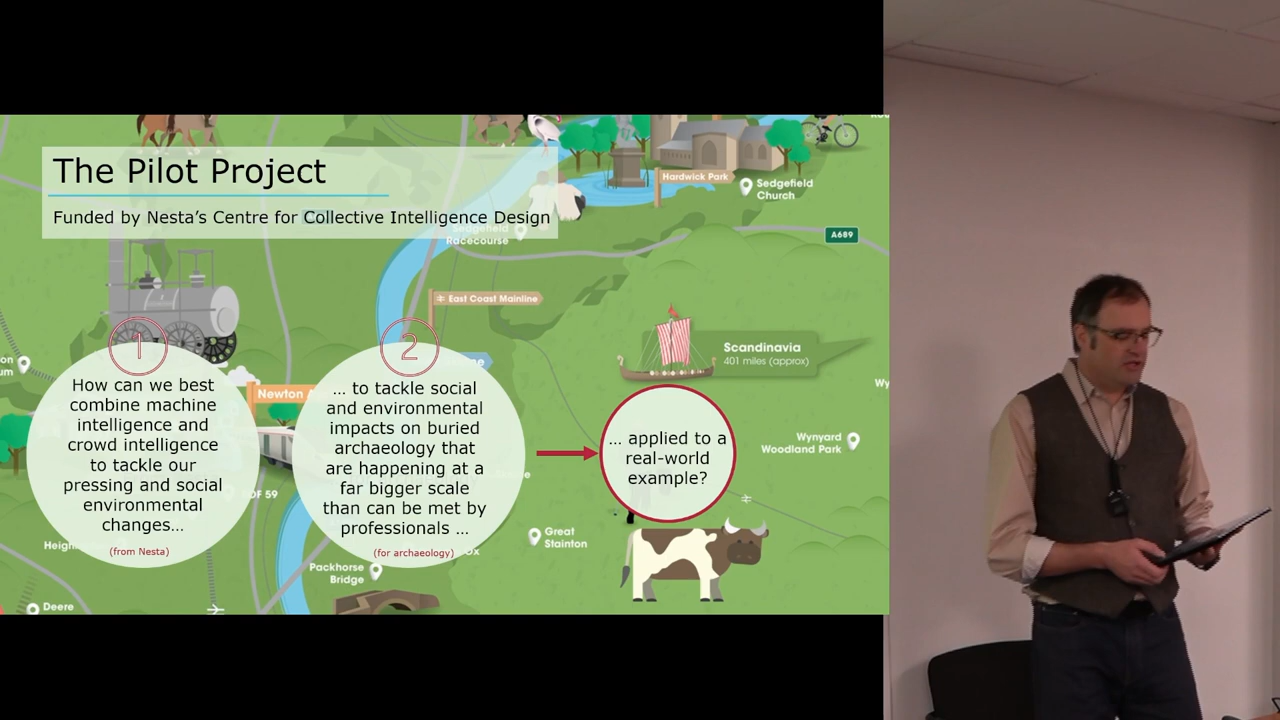 The Pilot Project
Funded by Nesta's Centre for Collective Intelligence Design
Hardwick Park
Sedgefield
Church
A689
Sedgefield
Racecourse
East Coast Mainline
Scandinavia
401 miles (approx)
1
How can we best
combine machine
intelligence and
crowd intelligence
to tackle our
pressing and social
environmental
changes…
(from Nesta)
Newton
2
… to tackle social
and environmental
impacts on buried
archaeology that
are happening at a
far bigger scale
than can be met by
professionals …
(for archaeology)
… applied to a
real-world
example?
Wynyard
Woodland Park
Great
Stainton
Packhorse
Bridge
Deere